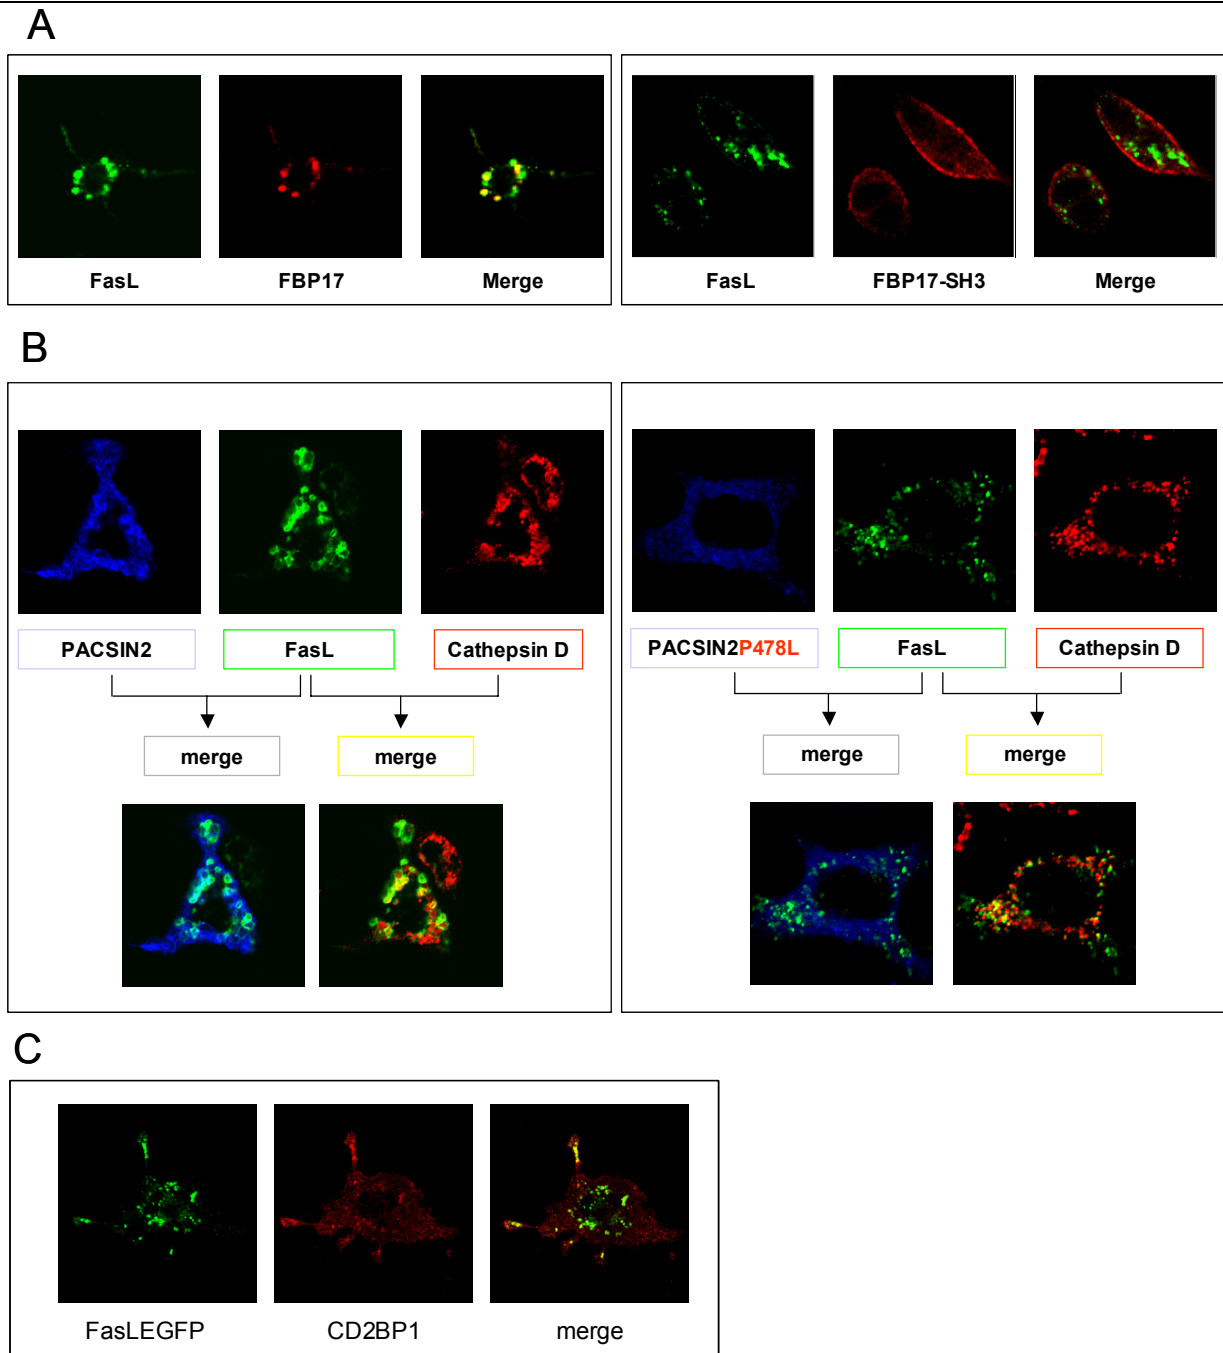 A
FasL FBP17 Merge FasL FBP17-SH3 Merge
B
PACSIN2 FasL Cathepsin D PACSIN2P478L FasL Cathepsin D
merge merge merge merge
C
FasLEGFP CD2BP1 merge